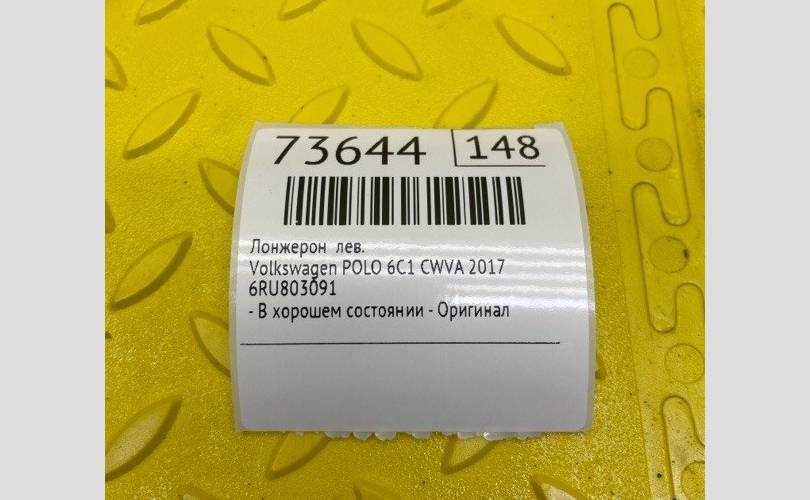 73644 148
Лонжерон лев.
Volkswagen POLO 6C1 CWVA 2017
6RU803091
- В хорошем состоянии - Оригинал